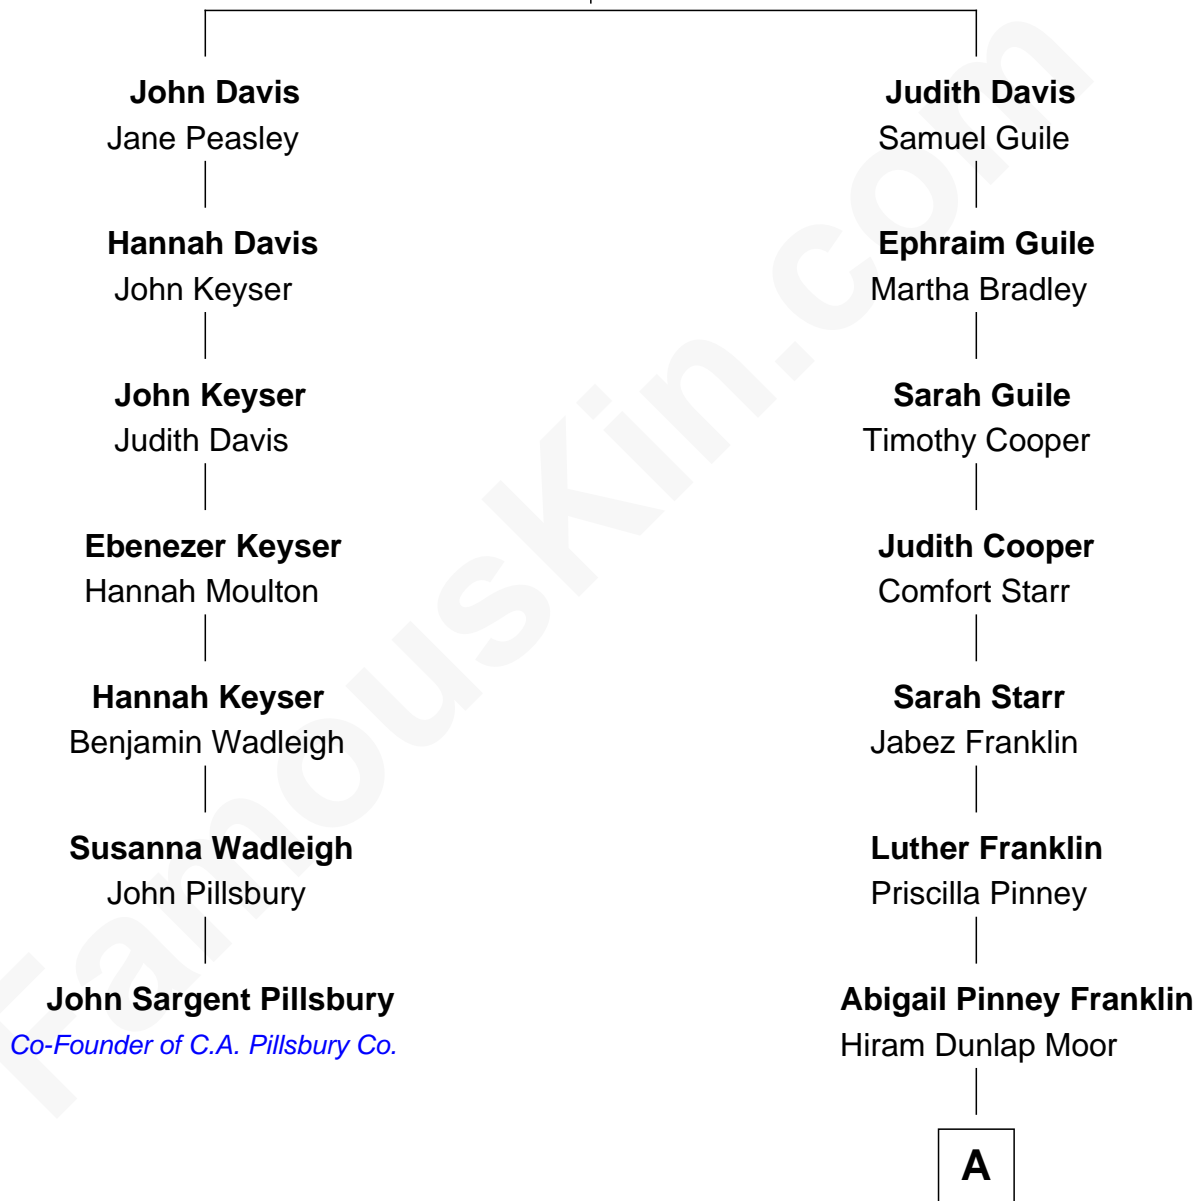 John Davis
Jane Peasley
Hannah Davis
John Keyser
John Keyser
Judith Davis
Ebenezer Keyser
Hannah Moulton
Hannah Keyser
Benjamin Wadleigh
Susanna Wadleigh
John Pillsbury
John Sargent Pillsbury
Co-Founder of C.A. Pillsbury Co.
Judith Davis
Samuel Guile
Ephraim Guile
Martha Bradley
Sarah Guile
Timothy Cooper
Judith Cooper
Comfort Starr
Sarah Starr
Jabez Franklin
Luther Franklin
Priscilla Pinney
Abigail Pinney Franklin
Hiram Dunlap Moor
A
FamousKin.com